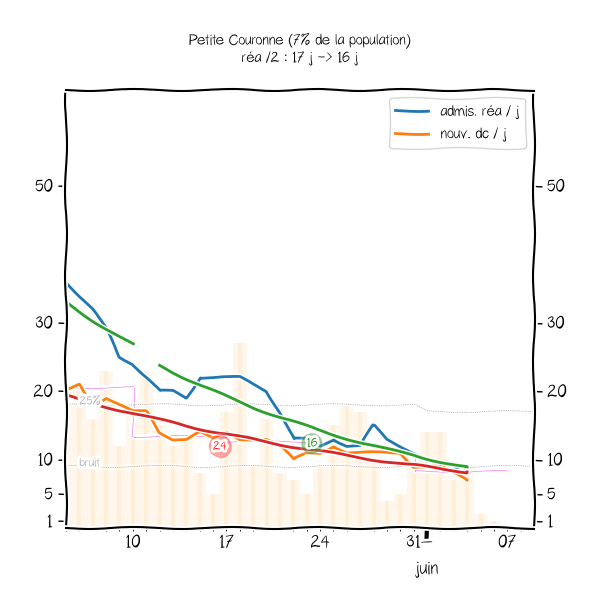 Petite Couronne (7% de la population)
réa /2 : 17 j -> 16 j
admis. réa / j
nouv. dc / j
50 50
30 30
20 20
25%
24 16
bruit
10 10
5 5
1 1
10 17 24 31 07
juin